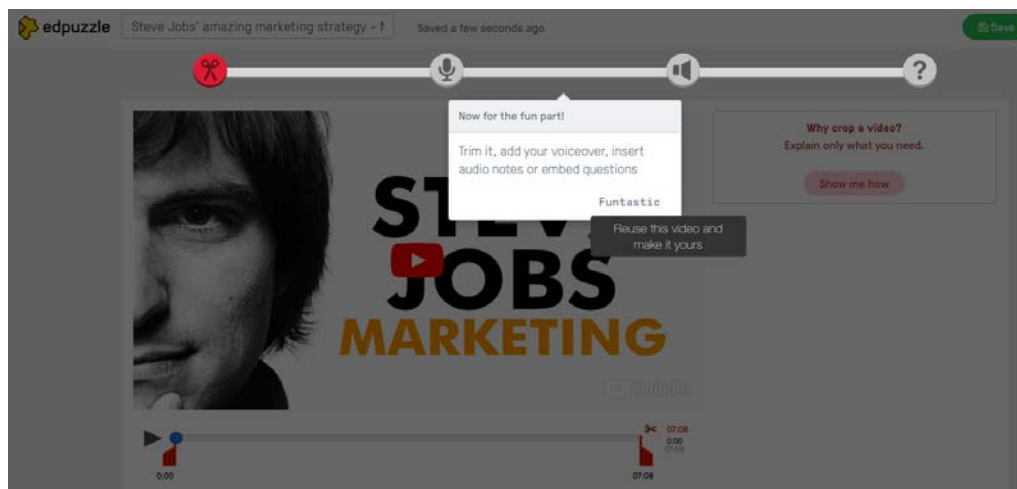 edpuzzle
Steve Jobs' amazing marketing strategy - M
Saved a few seconds ago
Save
?
Now for the fun part!
Trim it, add your voiceover, insert
audio notes or embed questions
Funtastic
Reuse this video and
make it yours
Why crop a video?
Explain only what you need.
Show me how
STEVE
JOBS
MARKETING
YouTube
07:08
0:00
07:08
0:00
07:08